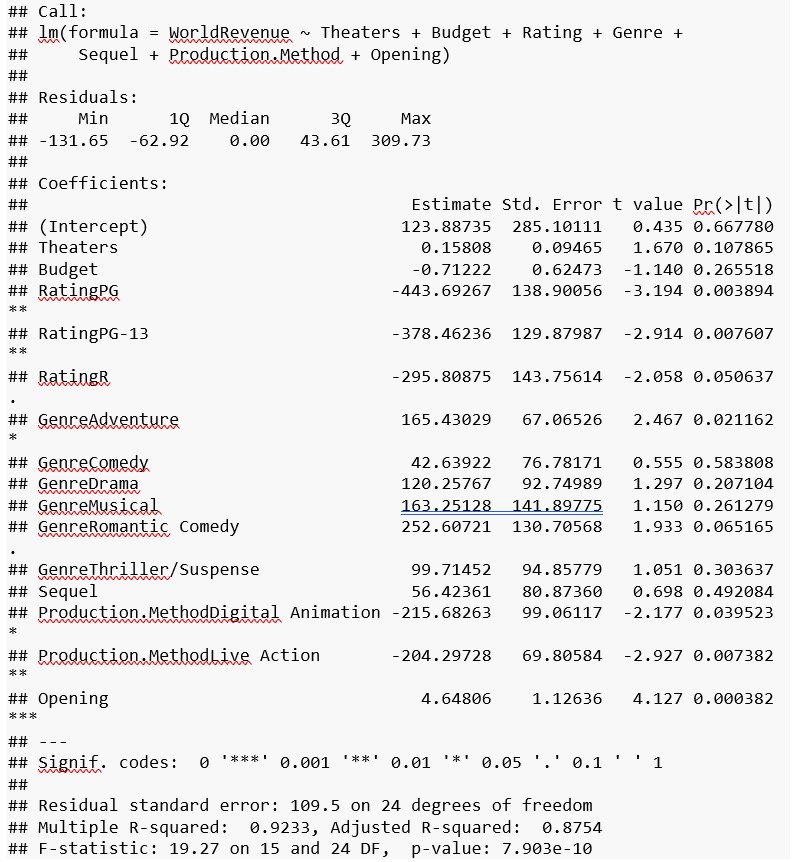 ## Call:
## lm(formula = WorldRevenue ~ Theaters + Budget + Rating + Genre +
##     Sequel + Production.Method + Opening)
##
## Residuals:
##     Min      1Q  Median      3Q     Max
## -131.65  -62.92    0.00   43.61  309.73
##
## Coefficients:
##                                     Estimate Std. Error t value Pr(>|t|)
## (Intercept)                        123.88735  285.10111   0.435 0.667780
## Theaters                             0.15808    0.09465   1.670 0.107865
## Budget                              -0.71222    0.62473  -1.140 0.265518
## RatingPG                          -443.69267  138.90056  -3.194 0.003894
**
## RatingPG-13                       -378.46236  129.87987  -2.914 0.007607
**
## RatingR                           -295.80875  143.75614  -2.058 0.050637
.
## GenreAdventure                     165.43029   67.06526   2.467 0.021162
*
## GenreComedy                         42.63922   76.78171   0.555 0.583808
## GenreDrama                         120.25767   92.74989   1.297 0.207104
## GenreMusical                       163.25128  141.89775   1.150 0.261279
## GenreRomantic Comedy               252.60721  130.70568   1.933 0.065165
.
## GenreThriller/Suspense              99.71452   94.85779   1.051 0.303637
## Sequel                              56.42361   80.87360   0.698 0.492084
## Production.MethodDigital Animation -215.68263   99.06117  -2.177 0.039523
*
## Production.MethodLive Action      -204.29728   69.80584  -2.927 0.007382
**
## Opening                              4.64806    1.12636   4.127 0.000382
***
## ---
## Signif. codes:  0 '***' 0.001 '**' 0.01 '*' 0.05 '.' 0.1 ' ' 1
##
## Residual standard error: 109.5 on 24 degrees of freedom
## Multiple R-squared:  0.9233, Adjusted R-squared:  0.8754
## F-statistic: 19.27 on 15 and 24 DF,  p-value: 7.903e-10